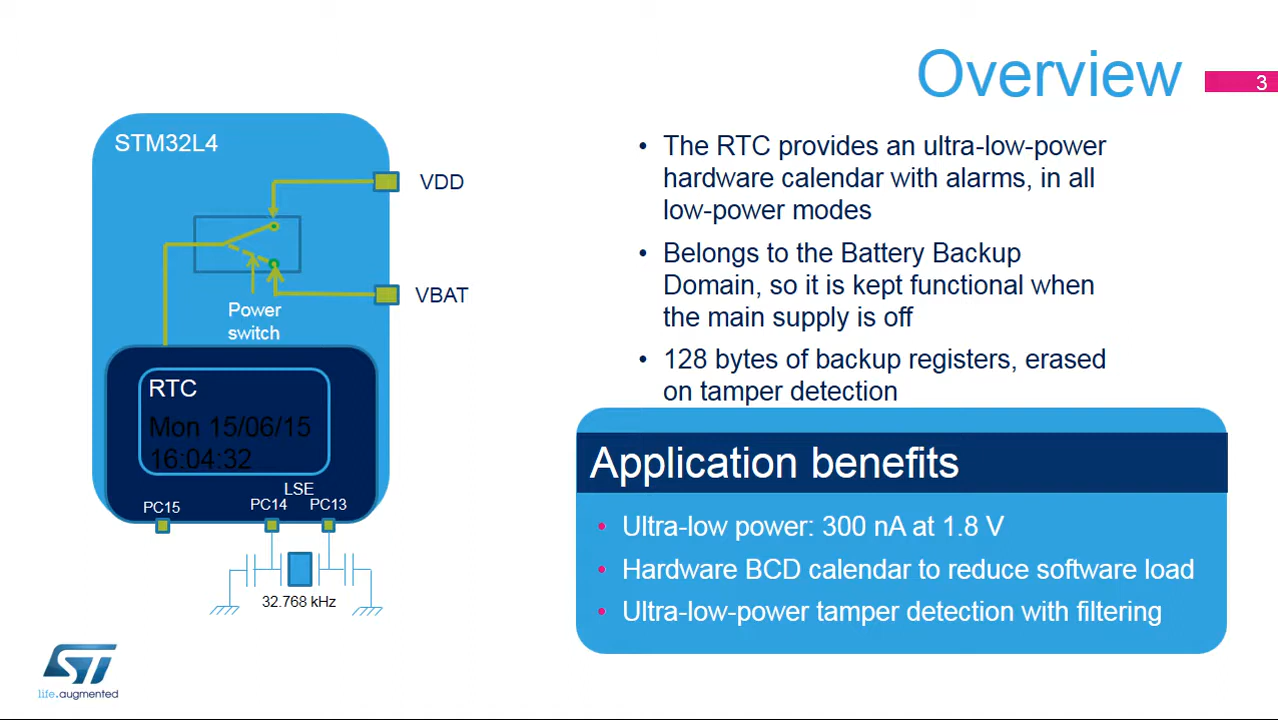 Overview
3
STM32L4
VDD
VBAT
Power
switch
RTC
Mon 15/06/15
16:04:32
LSE
PC15
PC14
PC13
32.768 kHz
• The RTC provides an ultra-low-power
hardware calendar with alarms, in all
low-power modes
• Belongs to the Battery Backup
Domain, so it is kept functional when
the main supply is off
• 128 bytes of backup registers, erased
on tamper detection
Application benefits
• Ultra-low power: 300 nA at 1.8 V
• Hardware BCD calendar to reduce software load
• Ultra-low-power tamper detection with filtering
ST
life.augmented